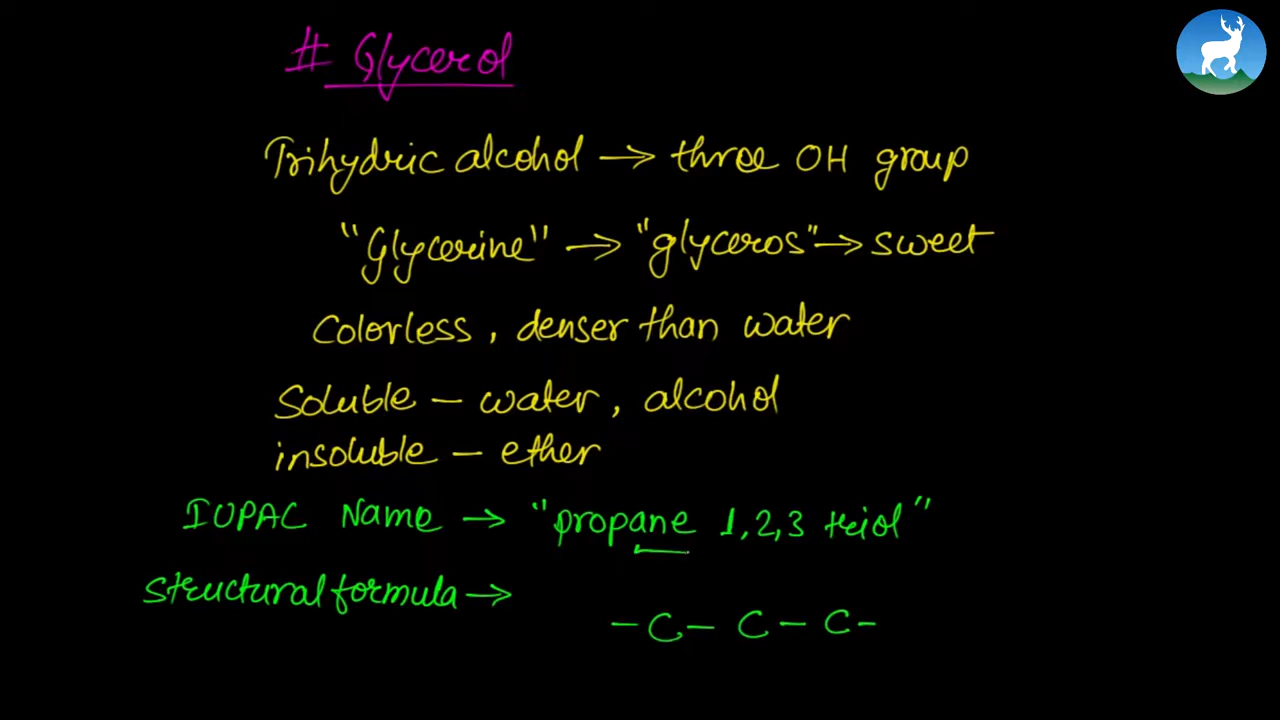 # Glycerol
Trihydric alcohol → three OH group
"Glycerine" → "glyceros" → sweet
Colorless, denser than water
Soluble - water, alcohol
insoluble - ether
IUPAC Name → "propane 1,2,3 triol"
structural formula →
- C - C - C -